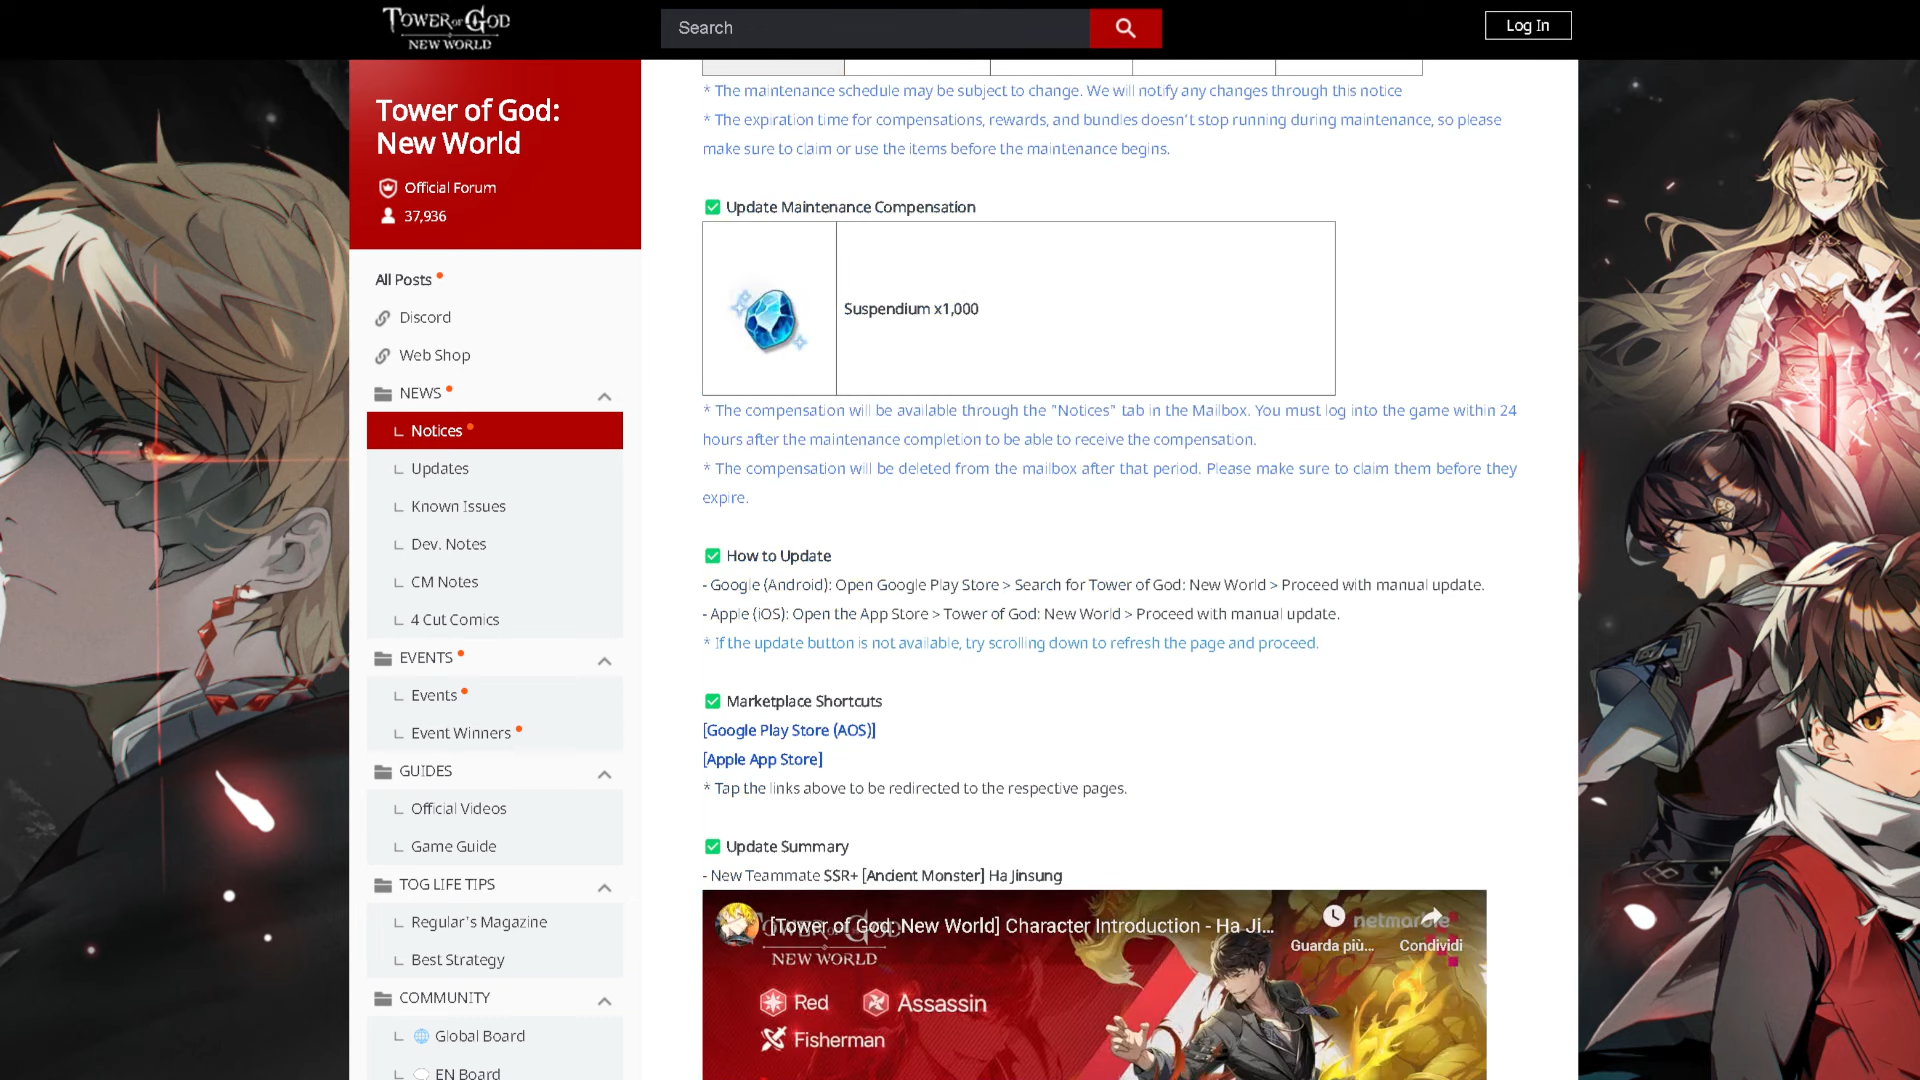 TOWER OF GOD
NEW WORLD
Search
Log In
Tower of God:
New World
Official Forum
37,936
All Posts
Discord
Web Shop
NEWS
Notices
Updates
Known Issues
Dev. Notes
CM Notes
4 Cut Comics
EVENTS
Events
Event Winners
GUIDES
Official Videos
Game Guide
TOG LIFE TIPS
Regular's Magazine
Best Strategy
COMMUNITY
Global Board
EN Board
* The maintenance schedule may be subject to change. We will notify any changes through this notice
* The expiration time for compensations, rewards, and bundles doesn't stop running during maintenance, so please
make sure to claim or use the items before the maintenance begins.
✅ Update Maintenance Compensation
Suspendium x1,000
* The compensation will be available through the "Notices" tab in the Mailbox. You must log into the game within 24
hours after the maintenance completion to be able to receive the compensation.
* The compensation will be deleted from the mailbox after that period. Please make sure to claim them before they
expire.
✅ How to Update
- Google (Android): Open Google Play Store > Search for Tower of God: New World > Proceed with manual update.
- Apple (iOS): Open the App Store > Tower of God: New World > Proceed with manual update.
* If the update button is not available, try scrolling down to refresh the page and proceed.
✅ Marketplace Shortcuts
[Google Play Store (AOS)]
[Apple App Store]
* Tap the links above to be redirected to the respective pages.
✅ Update Summary
- New Teammate SSR+ [Ancient Monster] Ha Jinsung
[Tower of God: New World] Character Introduction - Ha Ji...
TOWER OF GOD
NEW WORLD
netmarble
Guarda più...
Condividi
Red
Assassin
Fisherman